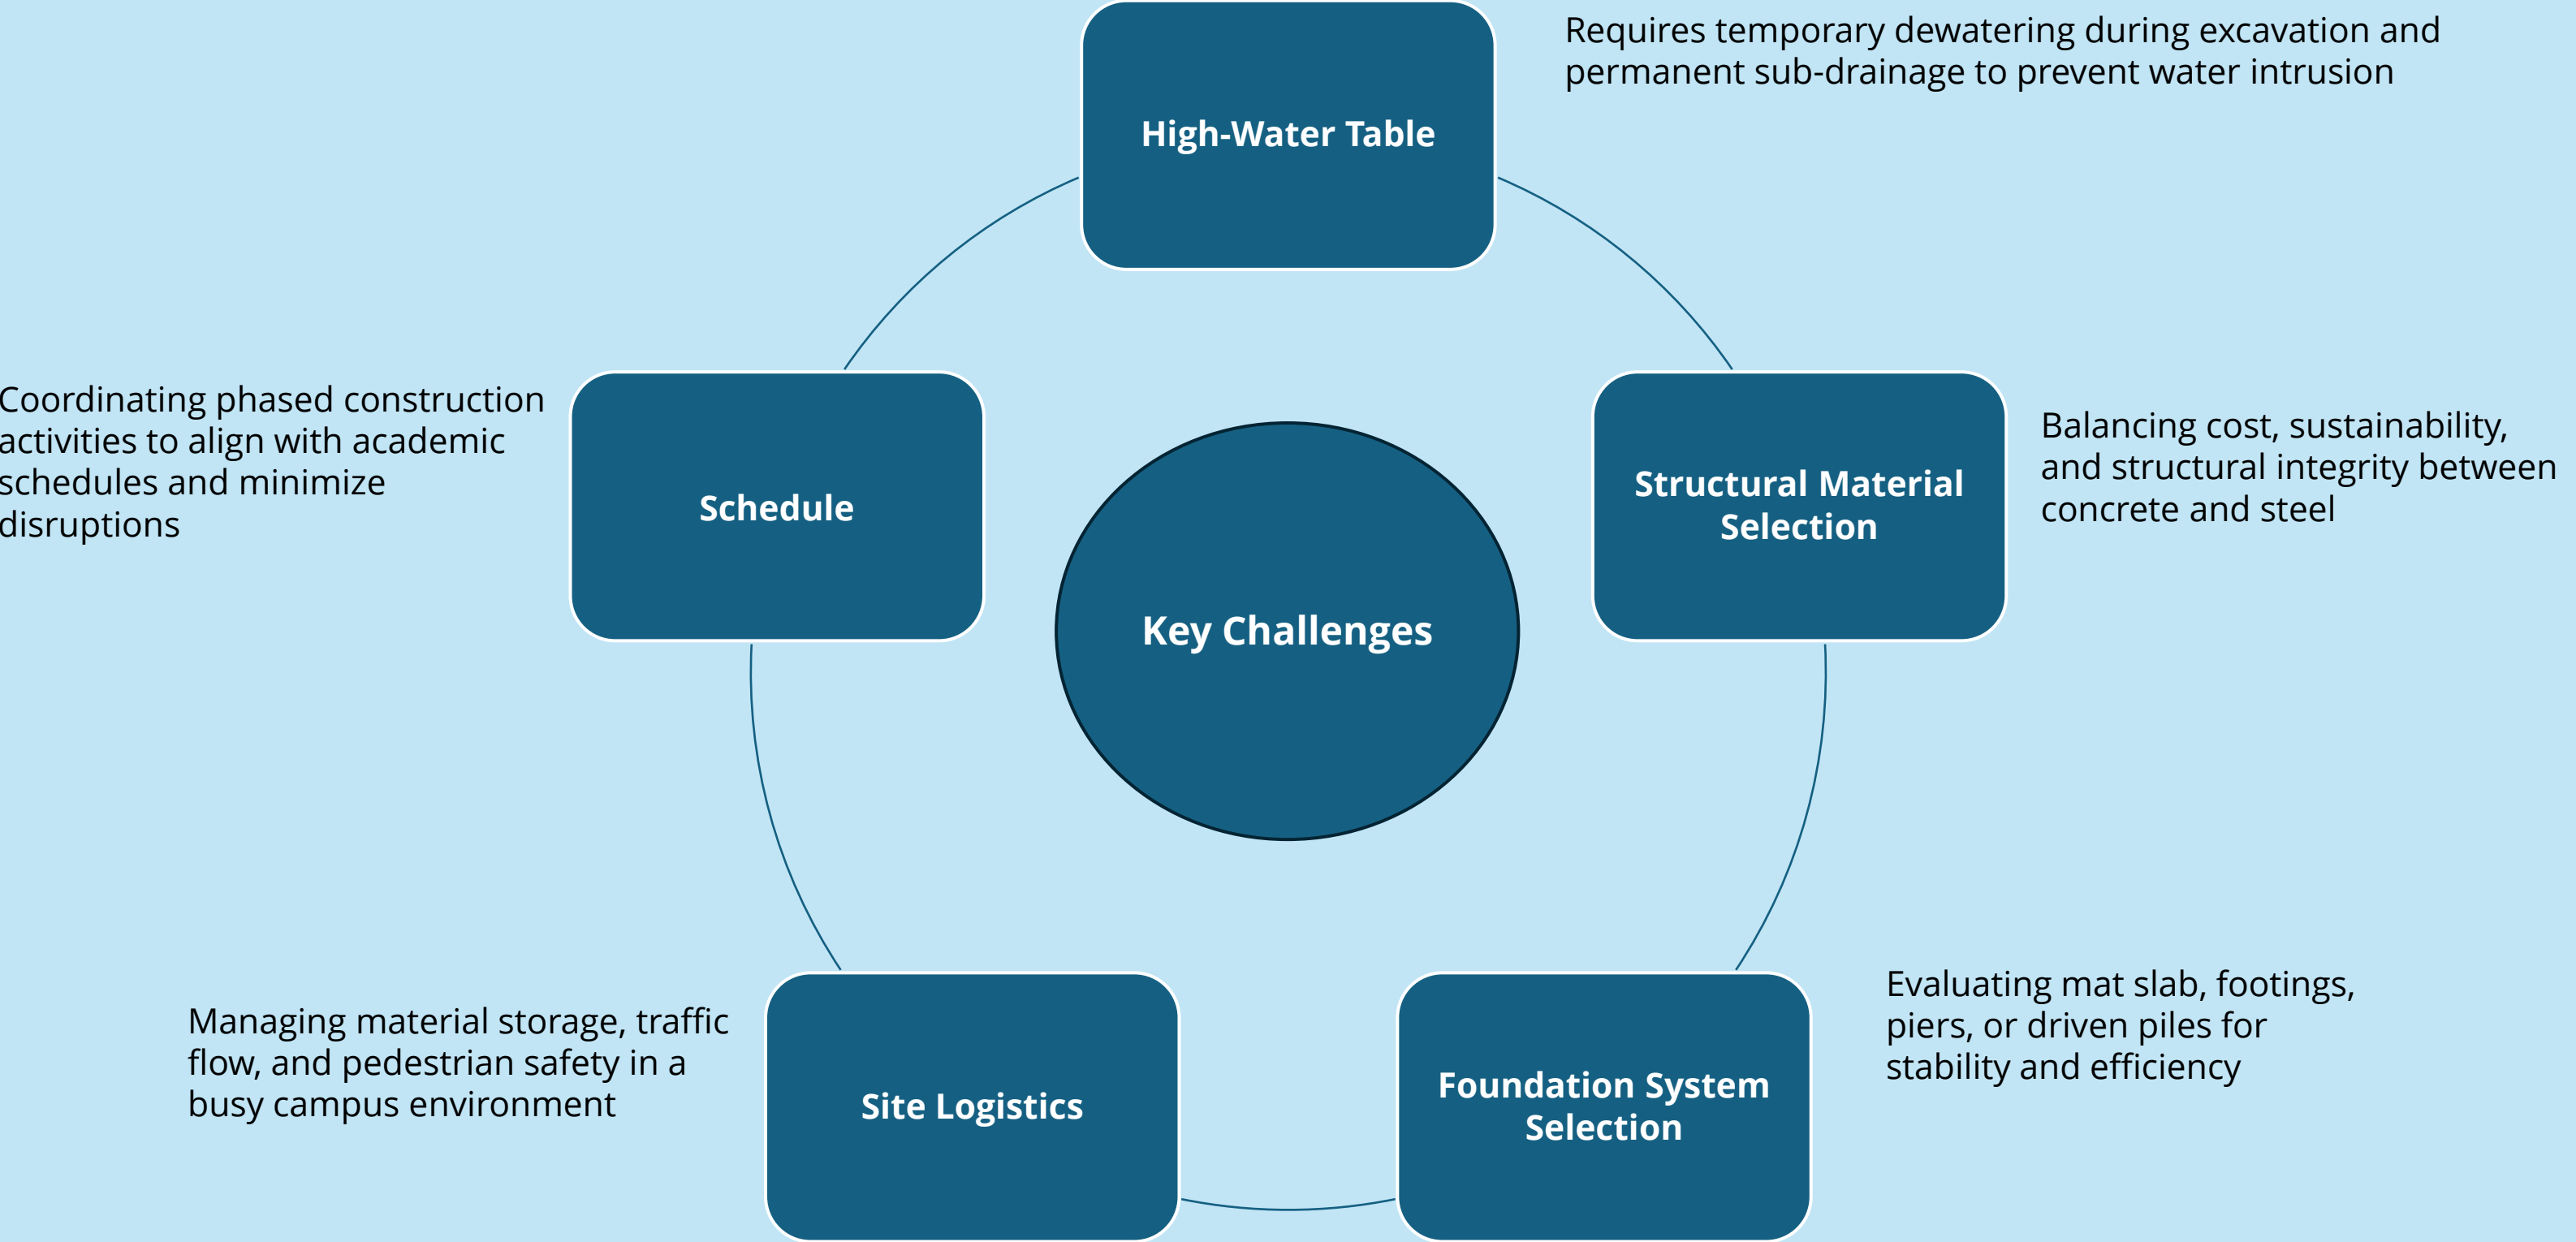 High-Water Table
Requires temporary dewatering during excavation and
permanent sub-drainage to prevent water intrusion
Structural Material
Selection
Balancing cost, sustainability,
and structural integrity between
concrete and steel
Foundation System
Selection
Evaluating mat slab, footings,
piers, or driven piles for
stability and efficiency
Site Logistics
Managing material storage, traffic
flow, and pedestrian safety in a
busy campus environment
Schedule
Coordinating phased construction
activities to align with academic
schedules and minimize
disruptions
Key Challenges